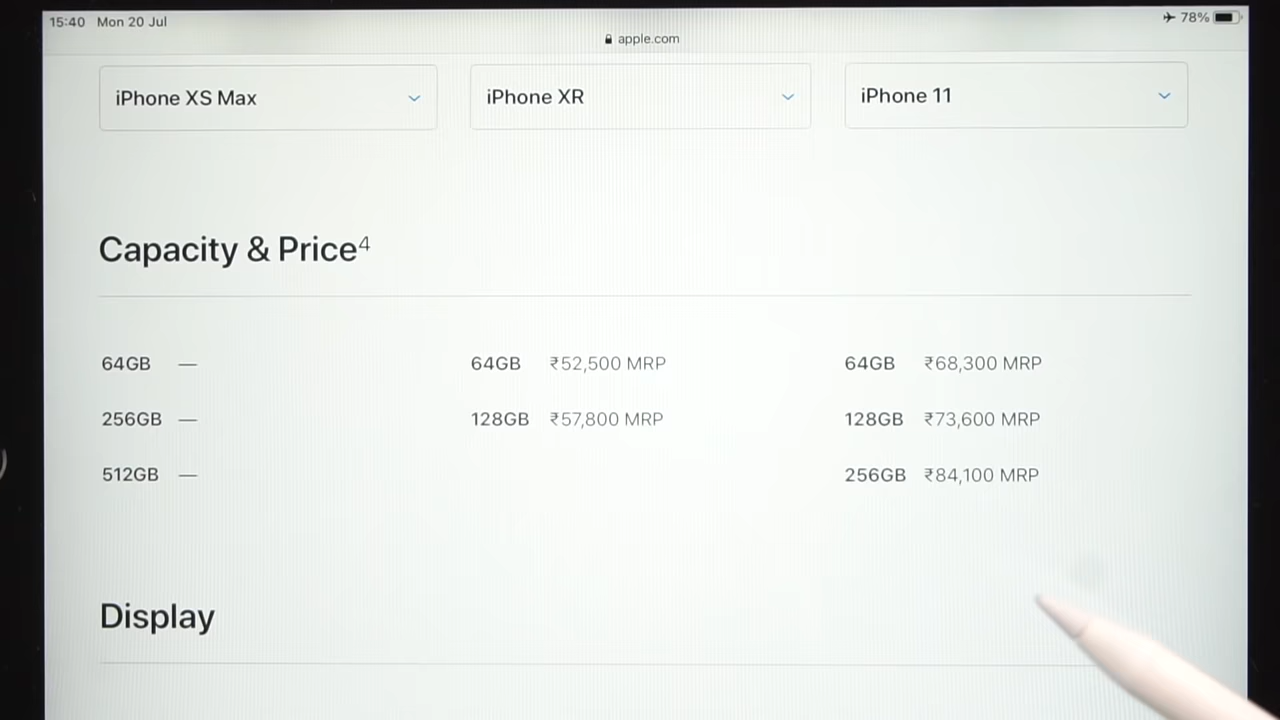 15:40 Mon 20 Jul
78%
apple.com
iPhone XS Max
iPhone XR
iPhone 11
Capacity & Price4
64GB —
64GB ₹52,500 MRP
64GB ₹68,300 MRP
256GB —
128GB ₹57,800 MRP
128GB ₹73,600 MRP
512GB —
256GB ₹84,100 MRP
Display